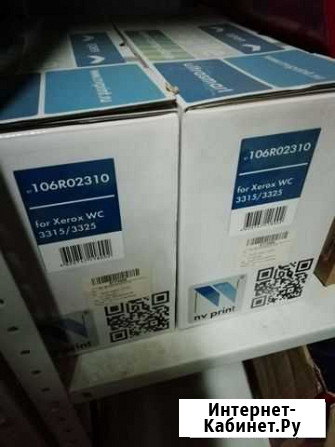 106R02310
for Xerox WC
3315/3325
nv print
ultrasmart
106R02310
for Xerox WC
3315/3325
nv print
Интернет-
Кабинет.Ру